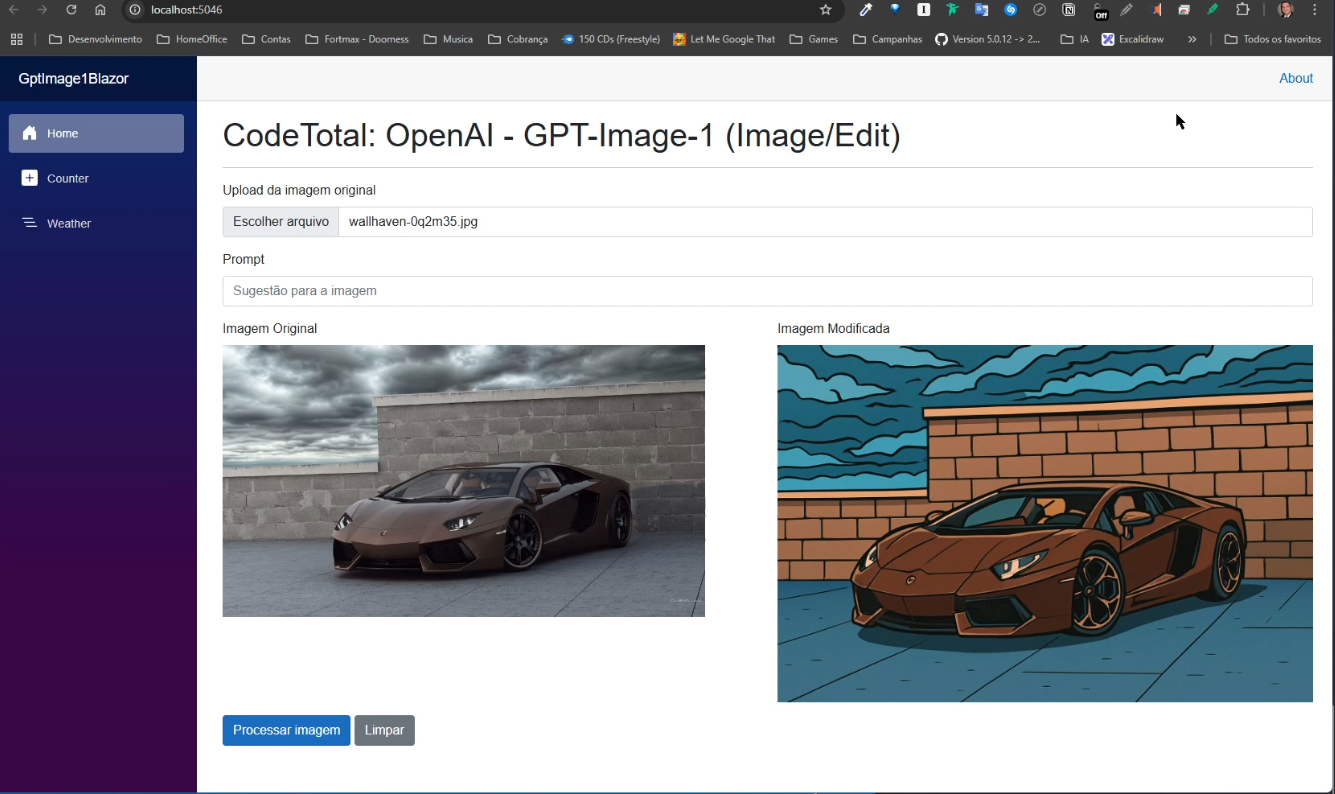 localhost:5046
Off
Desenvolvimento
HomeOffice
Contas
Fortmax - Doorness
Musica
Cobrança
150 CDs (Freestyle)
Let Me Google That
Games
Campanhas
Version 5.0.12 -> 2...
IA
Excalidraw
»
Todos os favoritos
GptImage1Blazor
About
Home
Counter
Weather
CodeTotal: OpenAI - GPT-Image-1 (Image/Edit)
Upload da imagem original
Escolher arquivo wallhaven-0q2m35.jpg
Prompt
Sugestão para a imagem
Imagem Original
Imagem Modificada
Processar imagem
Limpar